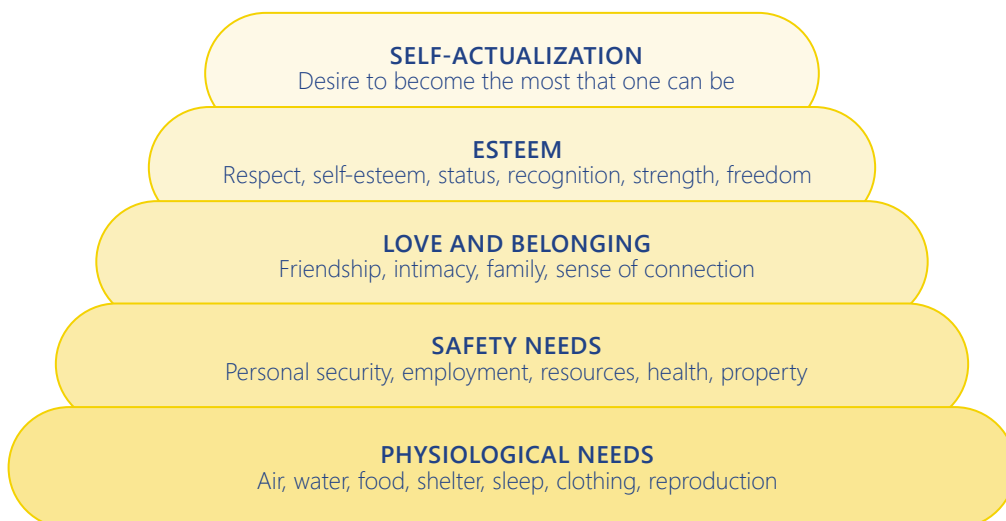 SELF-ACTUALIZATION
Desire to become the most that one can be
ESTEEM
Respect, self-esteem, status, recognition, strength, freedom
LOVE AND BELONGING
Friendship, intimacy, family, sense of connection
SAFETY NEEDS
Personal security, employment, resources, health, property
PHYSIOLOGICAL NEEDS
Air, water, food, shelter, sleep, clothing, reproduction